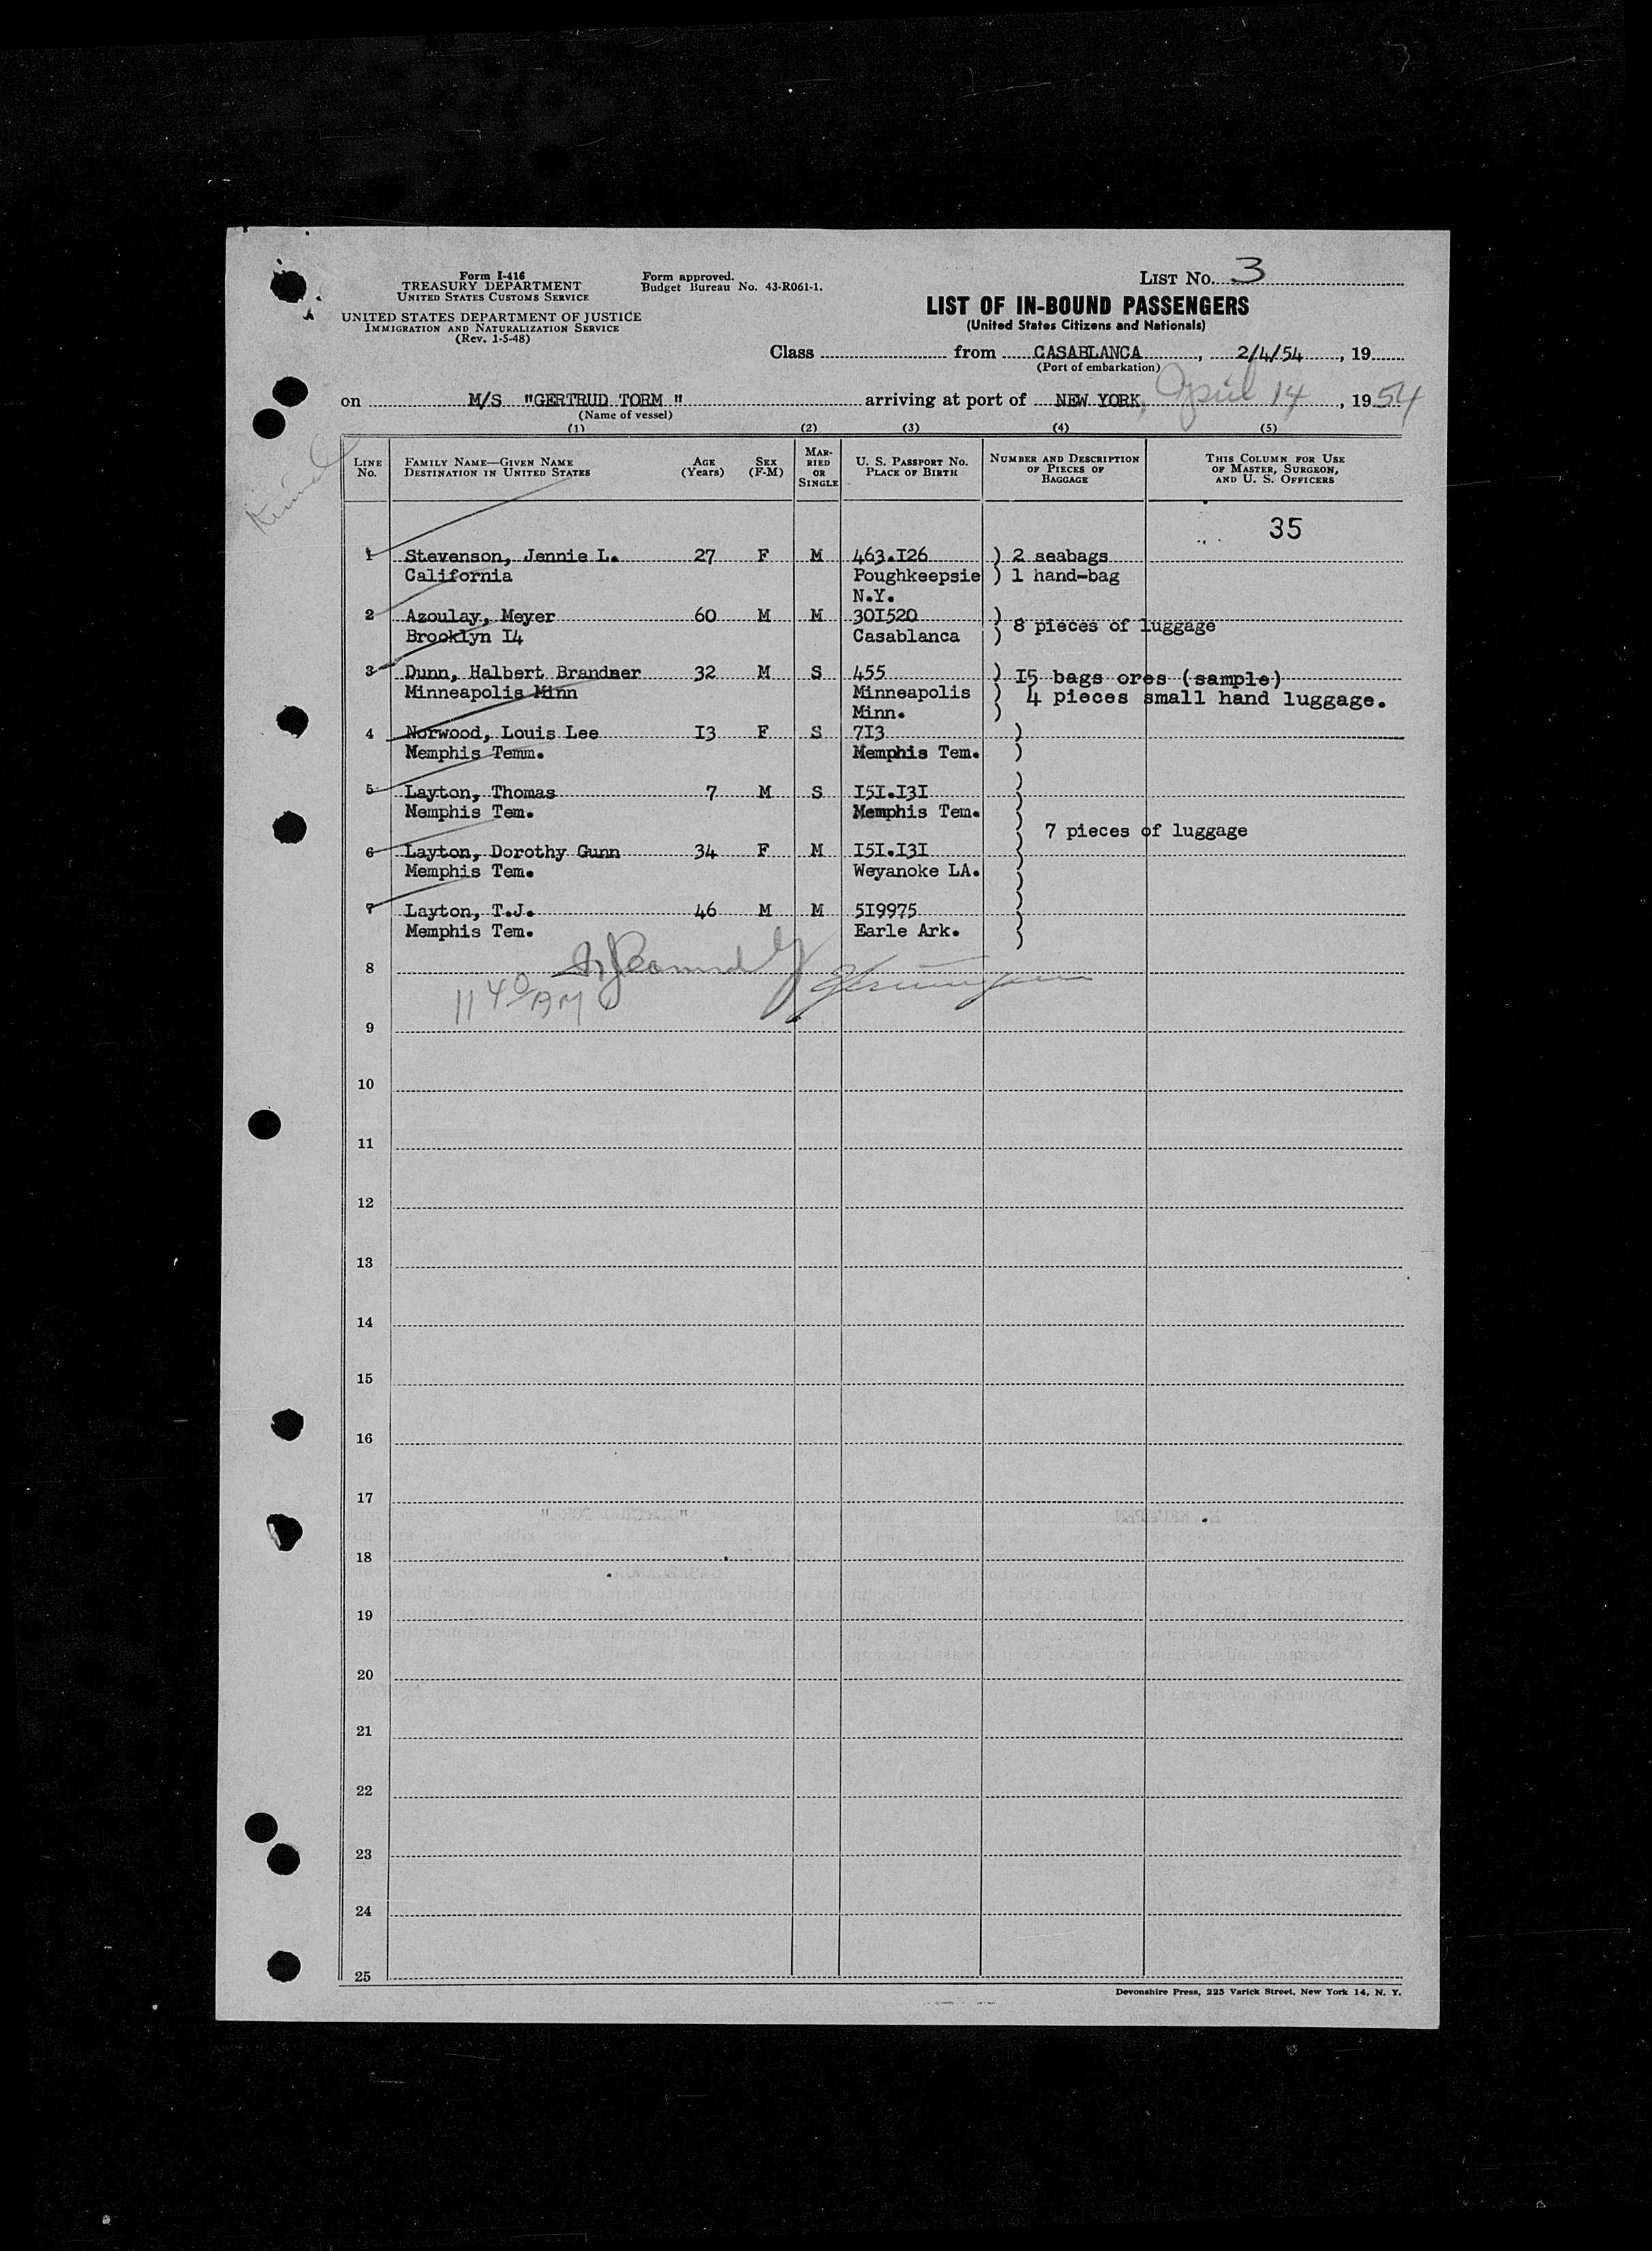 Form I-416
TREASURY DEPARTMENT
UNITED STATES CUSTOMS SERVICE
UNITED STATES DEPARTMENT OF JUSTICE
IMMIGRATION AND NATURALIZATION SERVICE
(Rev. 1-5-48)
Form approved.
Budget Bureau No. 43-R061-1.
LIST No. 3
LIST OF IN-BOUND PASSENGERS
(United States Citizens and Nationals)
Class from CASABLANCA, 2/4/54, 19
(Port of embarkation)
on M/S "GERTRUD TORM " arriving at port of NEW YORK, April 14, 1954
(Name of vessel)
(1) (2) (3) (4) (5)
LINE No. FAMILY NAME—GIVEN NAME DESTINATION IN UNITED STATES AGE (Years) SEX (F-M) MARRIED OR SINGLE U. S. PASSPORT NO. PLACE OF BIRTH NUMBER AND DESCRIPTION OF PIECES OF BAGGAGE THIS COLUMN FOR USE OF MASTER, SURGEON, AND U. S. OFFICERS
35
1 Stevenson, Jennie L. 27 F M 463.I26 ) 2 seabags
California Poughkeepsie ) 1 hand-bag
N.Y.
2 Azoulay, Meyer 60 M M 30I520 )
Brooklyn I4 Casablanca ) 8 pieces of luggage
3 Dunn, Halbert Brandner 32 M S 455 ) I5 bags ores (sample)
Minneapolis Minn Minneapolis ) 4 pieces small hand luggage.
Minn. )
4 Norwood, Louis Lee I3 F S 7I3 )
Memphis Temm. Memphis Tem. )
5 Layton, Thomas 7 M S I5I.I3I )
Memphis Tem. Memphis Tem. )
7 pieces of luggage
6 Layton, Dorothy Gunn 34 F M I5I.I3I )
Memphis Tem. Weyanoke LA. )
7 Layton, T.J. 46 M M 5I9975 )
Memphis Tem. Earle Ark. )
8
11 40 AM
9
10
11
12
13
14
15
16
17
18
19
20
21
22
23
24
25
Devonshire Press, 225 Varick Street, New York 14, N. Y.